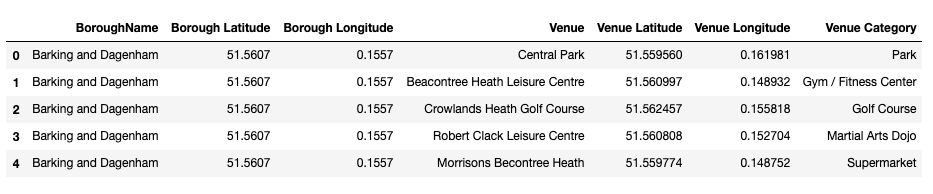 BoroughName Borough Latitude Borough Longitude Venue Venue Latitude Venue Longitude Venue Category
0 Barking and Dagenham 51.5607 0.1557 Central Park 51.559560 0.161981 Park
1 Barking and Dagenham 51.5607 0.1557 Beacontree Heath Leisure Centre 51.560997 0.148932 Gym / Fitness Center
2 Barking and Dagenham 51.5607 0.1557 Crowlands Heath Golf Course 51.562457 0.155818 Golf Course
3 Barking and Dagenham 51.5607 0.1557 Robert Clack Leisure Centre 51.560808 0.152704 Martial Arts Dojo
4 Barking and Dagenham 51.5607 0.1557 Morrisons Becontree Heath 51.559774 0.148752 Supermarket